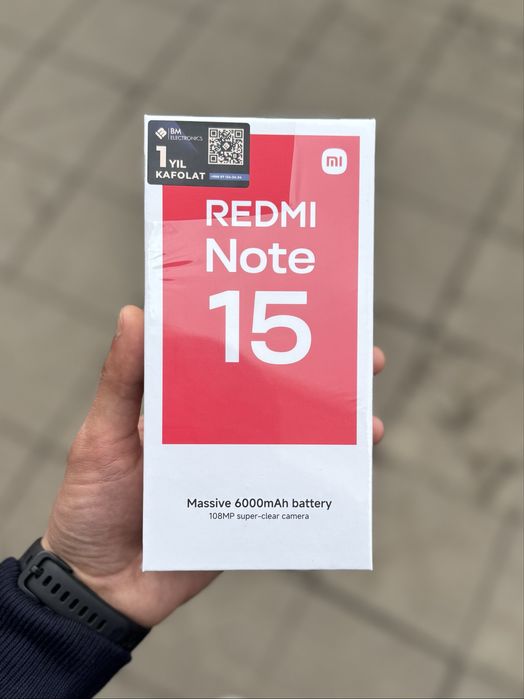 BM
ELECTRONICS
1 YIL
KAFOLAT
mi
REDMI
Note
15
Massive 6000mAh battery
108MP super-clear camera